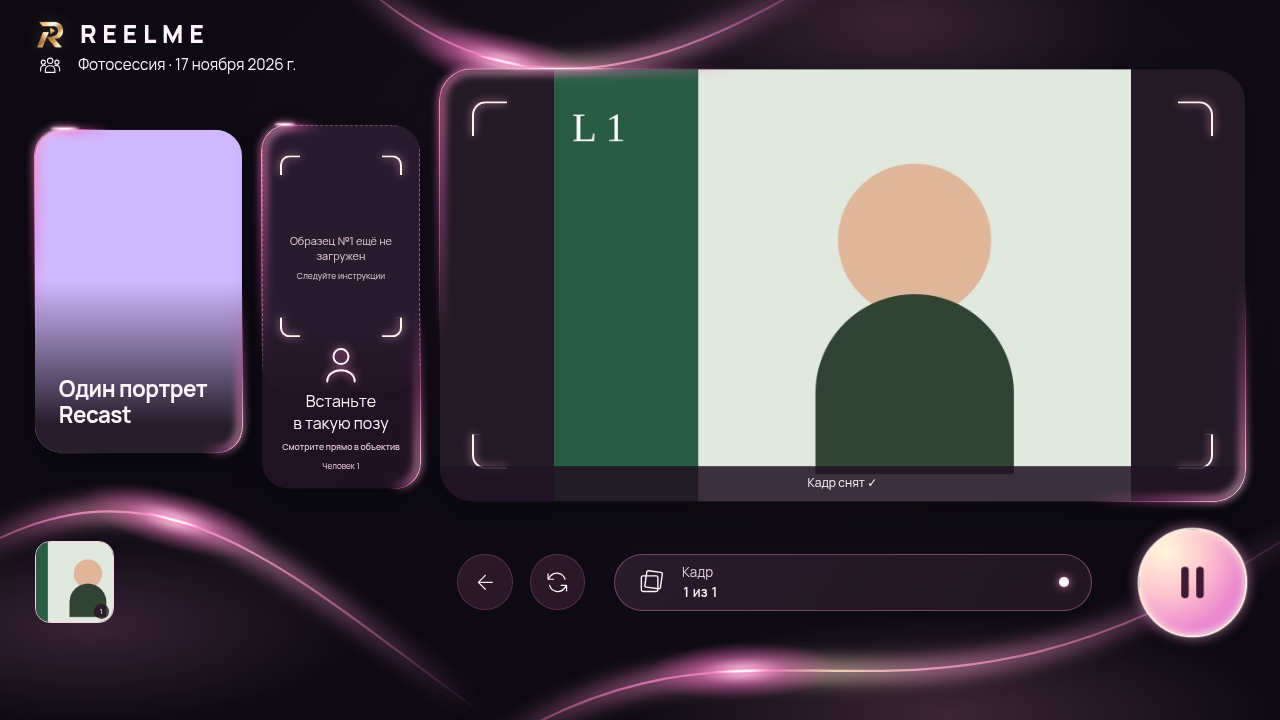 REELME
Фотосессия · 17 ноября 2026 г.
Один портрет
Recast
Образец №1 ещё не
загружен
Следуйте инструкции
Встаньте
в такую позу
Смотрите прямо в объектив
Человек 1
L 1
Кадр снят ✓
1
Кадр
1 из 1